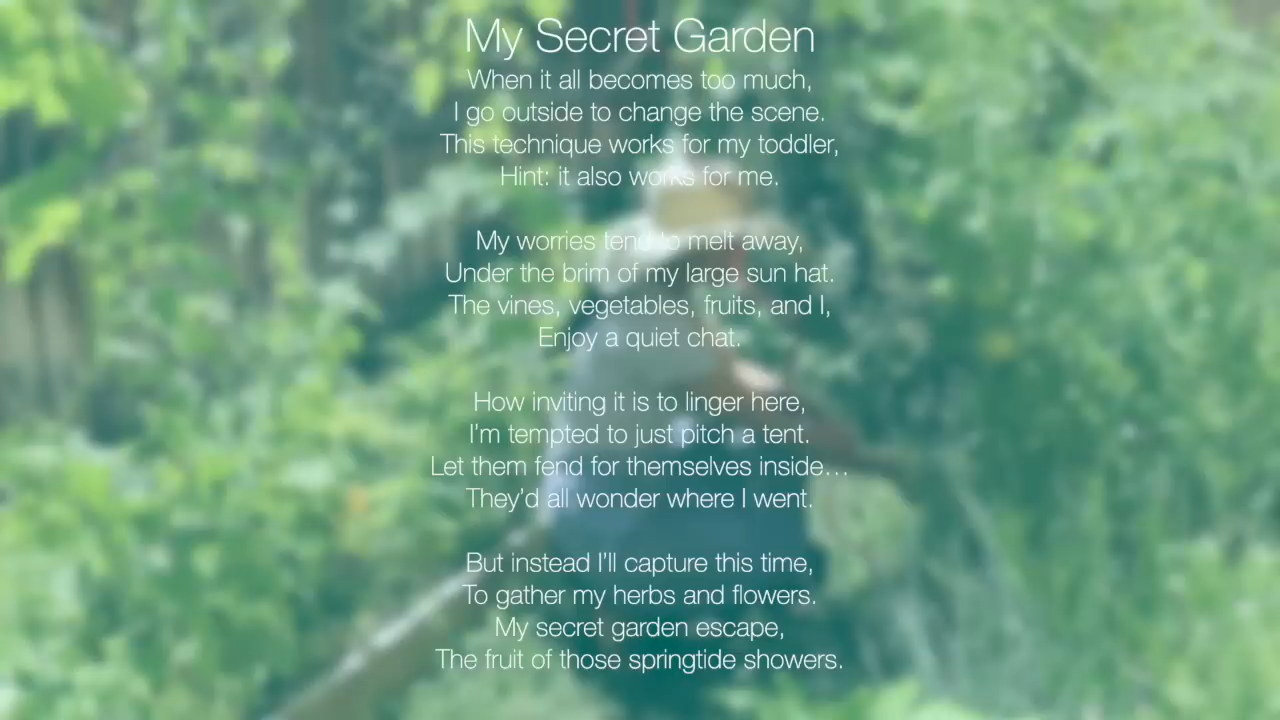 My Secret Garden
When it all becomes too much,
I go outside to change the scene.
This technique works for my toddler,
Hint: it also works for me.
My worries tend to melt away,
Under the brim of my large sun hat.
The vines, vegetables, fruits, and I,
Enjoy a quiet chat.
How inviting it is to linger here,
I'm tempted to just pitch a tent.
Let them fend for themselves inside…
They'd all wonder where I went.
But instead I'll capture this time,
To gather my herbs and flowers.
My secret garden escape,
The fruit of those springtide showers.